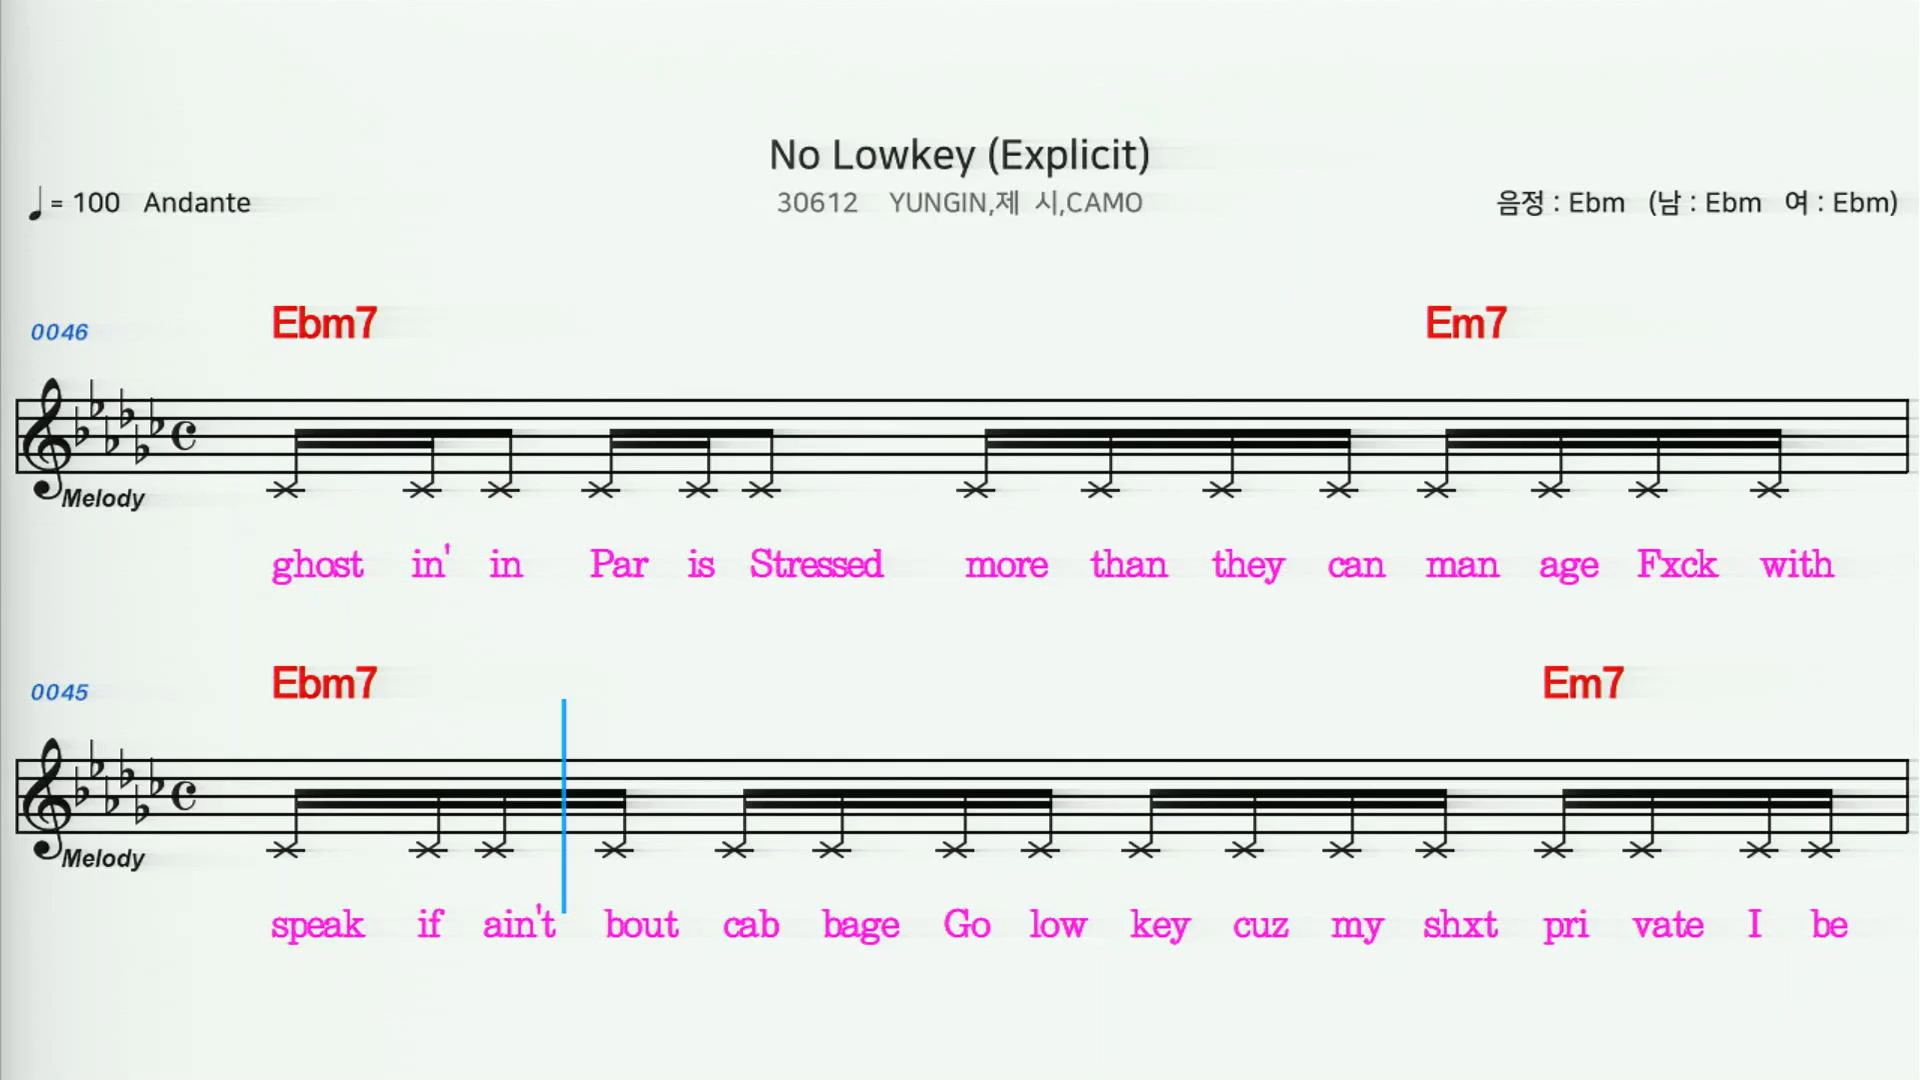 No Lowkey (Explicit)
♩= 100 Andante
30612 YUNGIN,제 시,CAMO
음정 : Ebm (남 : Ebm 여 : Ebm)
0046
Ebm7 Em7
Melody
ghost in' in Par is Stressed more than they can man age Fxck with
0045
Ebm7 Em7
Melody
speak if ain't bout cab bage Go low key cuz my shxt pri vate I be